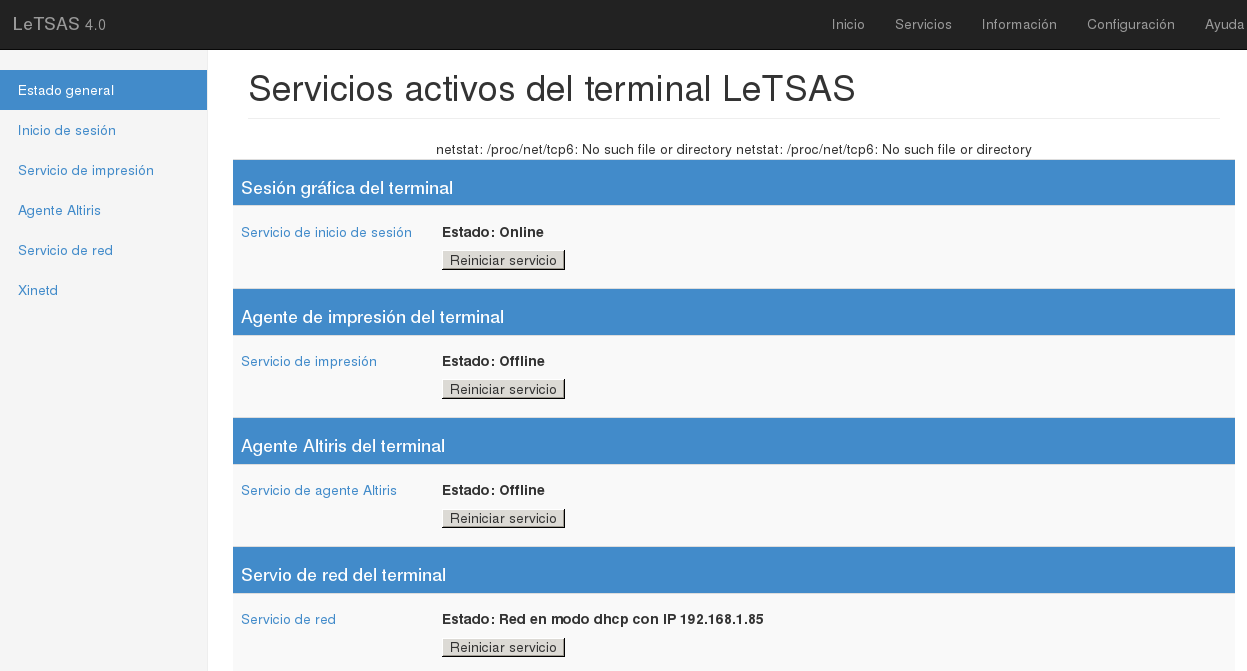 LeTSAS 4.0
Inicio Servicios Información Configuración Ayuda
Estado general
Inicio de sesión
Servicio de impresión
Agente Altiris
Servicio de red
Xinetd
Servicios activos del terminal LeTSAS
netstat: /proc/net/tcp6: No such file or directory netstat: /proc/net/tcp6: No such file or directory
Sesión gráfica del terminal
Servicio de inicio de sesión Estado: Online
Reiniciar servicio
Agente de impresión del terminal
Servicio de impresión Estado: Offline
Reiniciar servicio
Agente Altiris del terminal
Servicio de agente Altiris Estado: Offline
Reiniciar servicio
Servio de red del terminal
Servicio de red Estado: Red en modo dhcp con IP 192.168.1.85
Reiniciar servicio